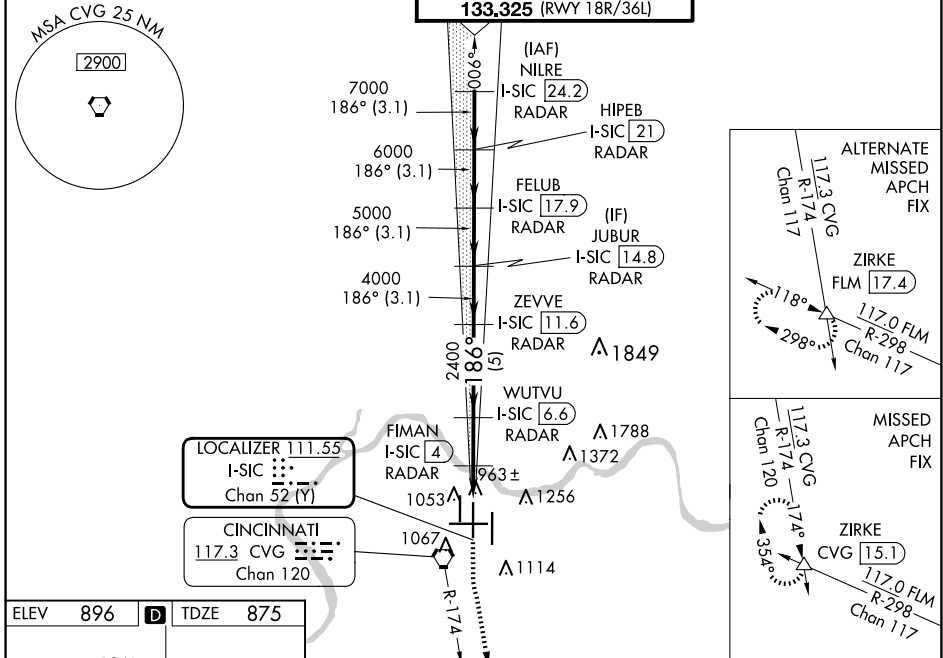 133.325 (RWY 18R/36L)
MSA CVG 25 NM
2900
006°
(IAF)
NILRE
I-SIC 24.2
RADAR
7000
186° (3.1)
HIPEB
I-SIC 21
RADAR
6000
186° (3.1)
FELUB
I-SIC 17.9
RADAR
5000
186° (3.1)
(IF)
JUBUR
I-SIC 14.8
RADAR
4000
186° (3.1)
ZEVVE
I-SIC 11.6
RADAR
1849
2400
186°
(5)
WUTVU
I-SIC 6.6
RADAR
1788
1372
FIMAN
I-SIC 4
RADAR
963±
1053
1256
1067
1114
LOCALIZER 111.55
I-SIC
Chan 52 (Y)
CINCINNATI
117.3 CVG
Chan 120
R-174
ALTERNATE
MISSED
APCH
FIX
117.3 CVG
R-174
Chan 117
ZIRKE
FLM 17.4
118°
298°
117.0 FLM
R-298
Chan 117
MISSED
APCH
FIX
117.3 CVG
R-174
Chan 120
174°
354°
ZIRKE
CVG 15.1
117.0 FLM
R-298
Chan 117
ELEV 896 D TDZE 875